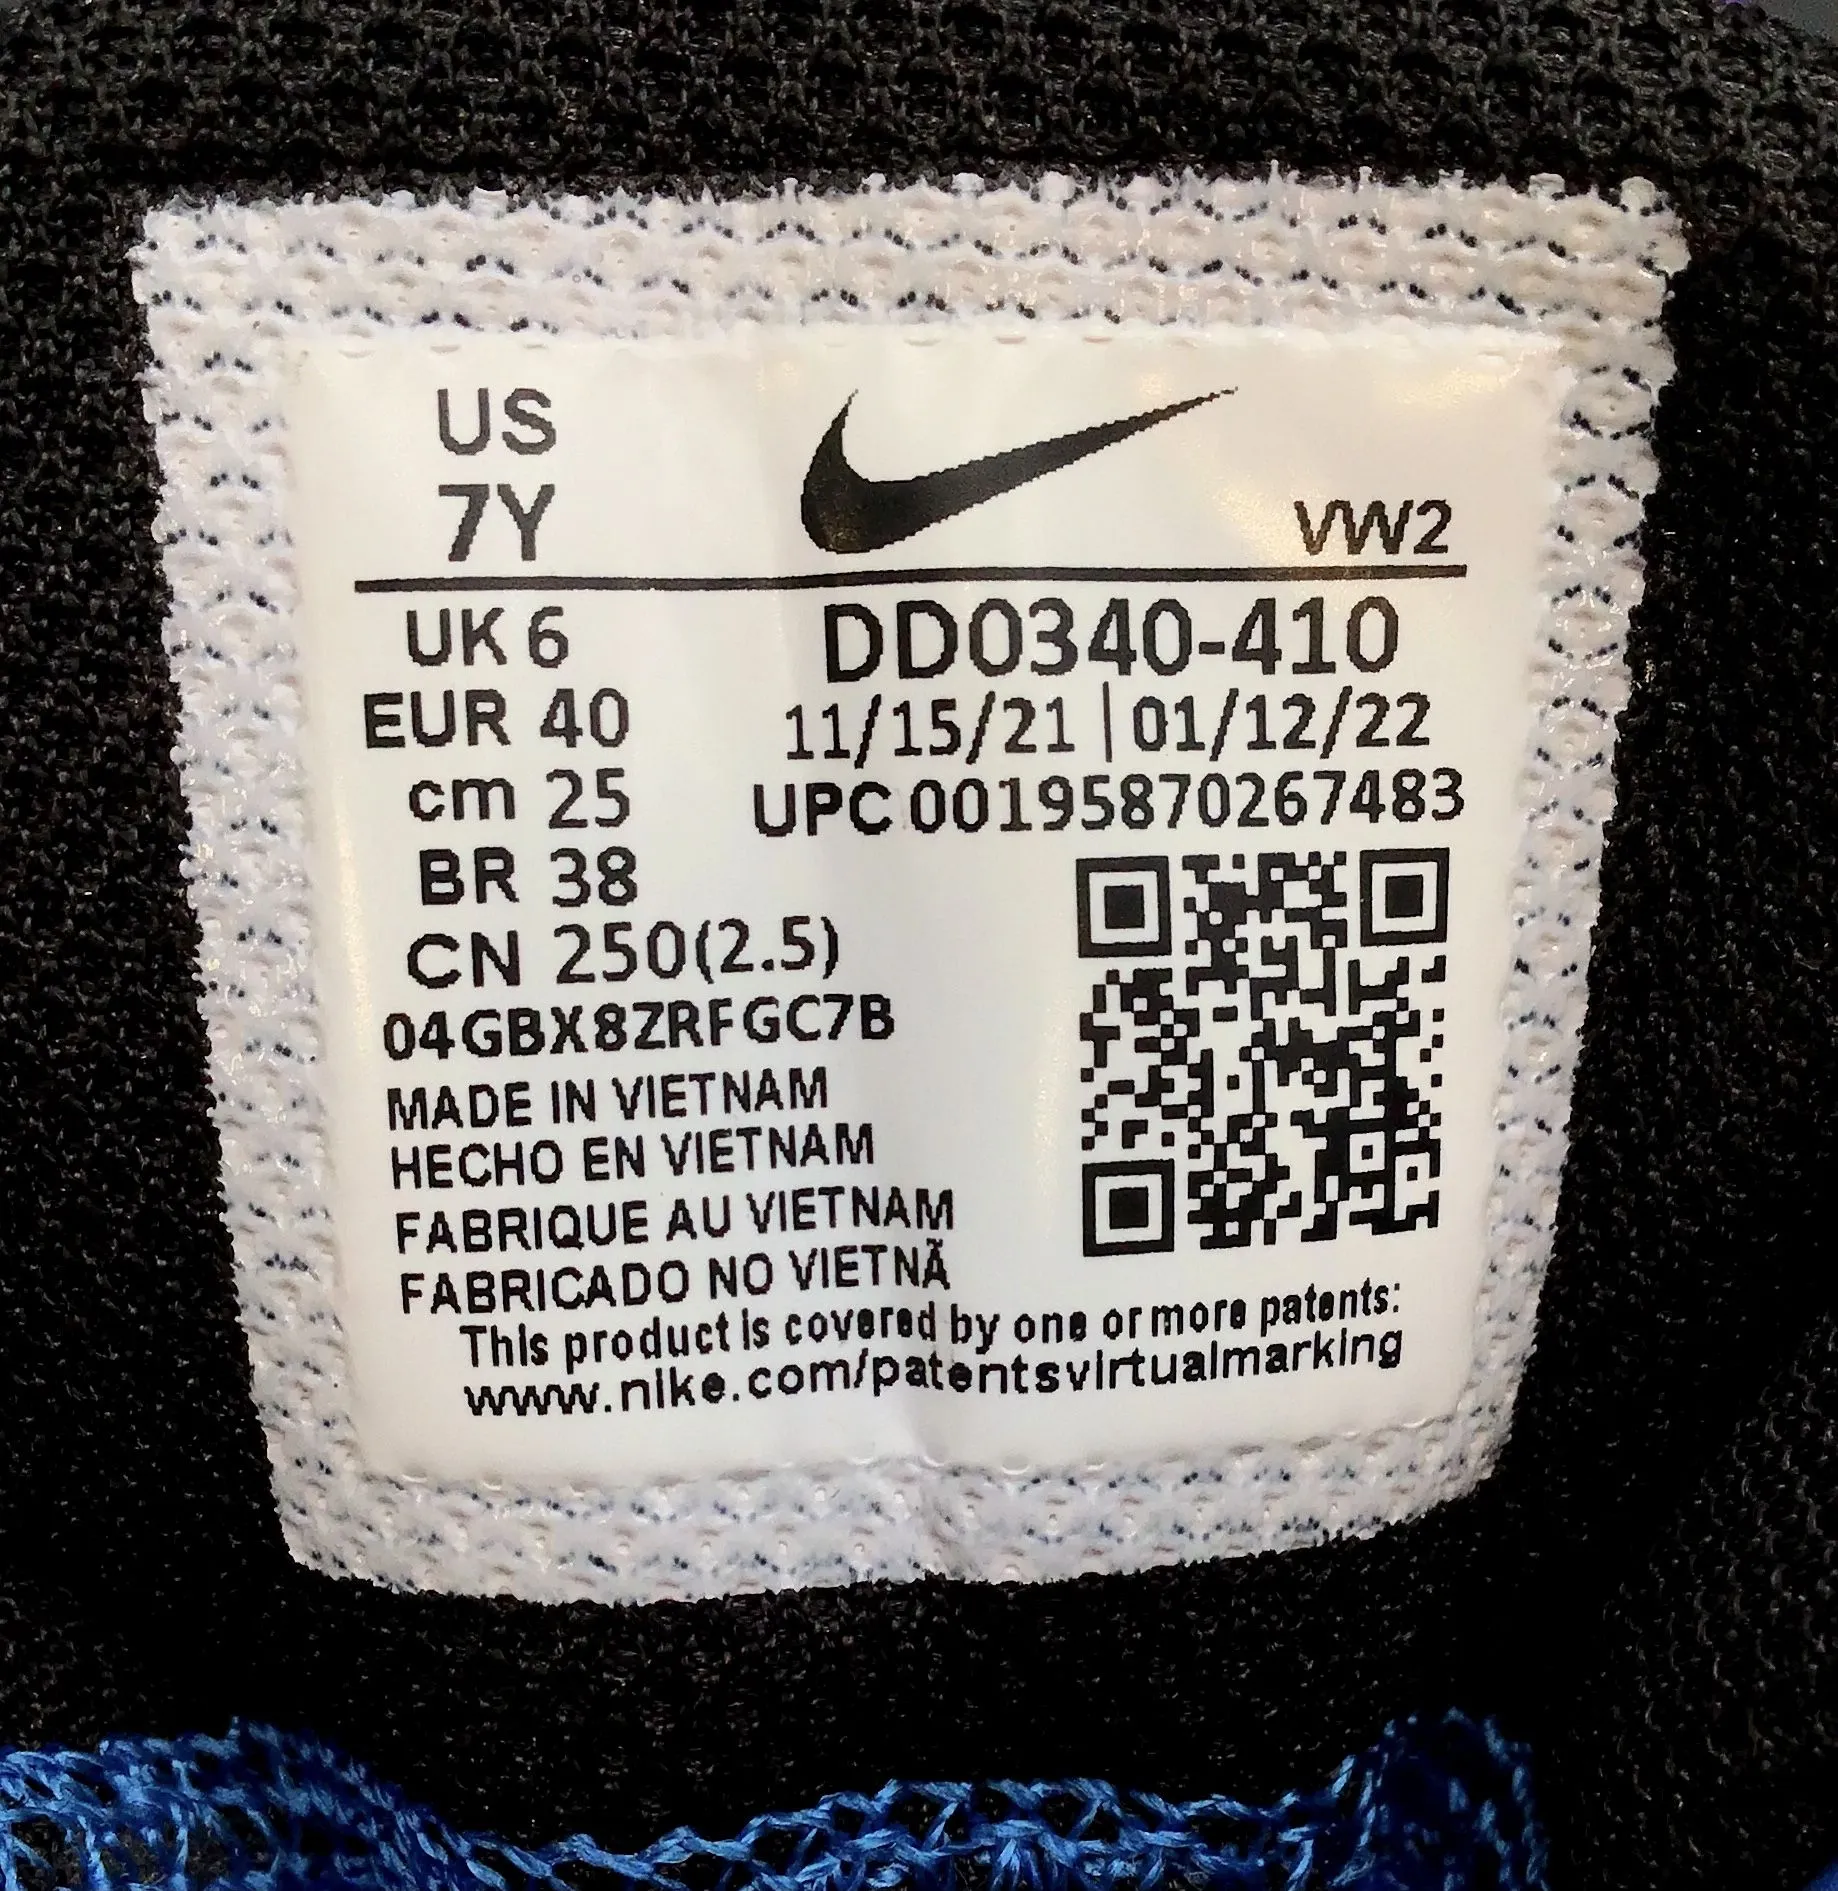 US
7Y
VW2
UK 6
EUR 40
cm 25
BR 38
CN 250(2.5)
DD0340-410
11/15/21 | 01/12/22
UPC 00195870267483
04GBX8ZRFGC7B
MADE IN VIETNAM
HECHO EN VIETNAM
FABRIQUE AU VIETNAM
FABRICADO NO VIETNÃ
This product is covered by one or more patents:
www.nike.com/patentsvirtualmarking